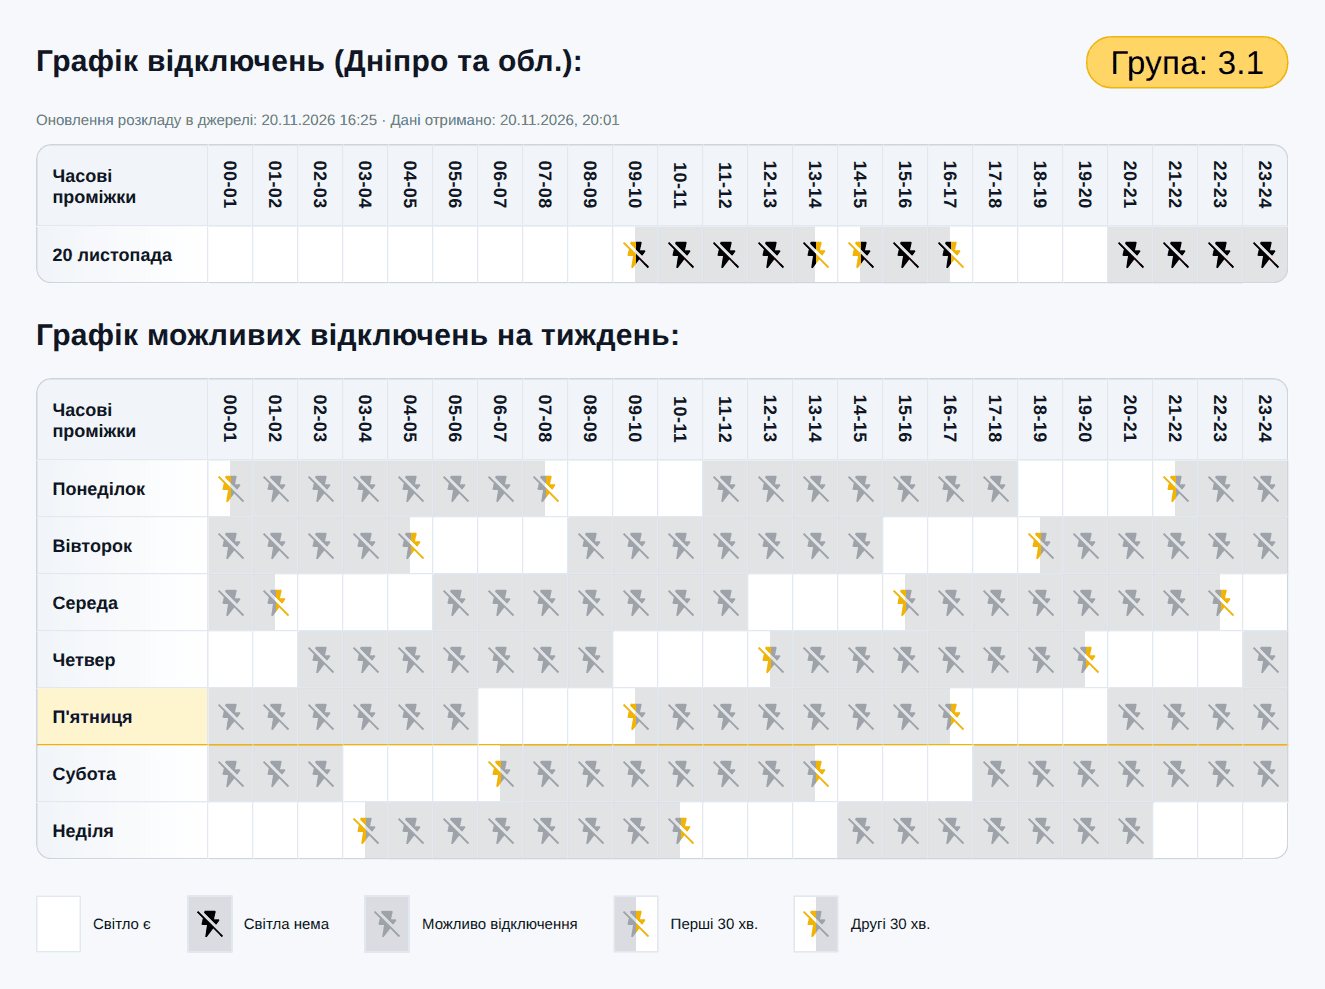 Графік відключень (Дніпро та обл.):
Група: 3.1
Оновлення розкладу в джерелі: 20.11.2026 16:25 · Дані отримано: 20.11.2026, 20:01
Часові проміжки 00-01 01-02 02-03 03-04 04-05 05-06 06-07 07-08 08-09 09-10 10-11 11-12 12-13 13-14 14-15 15-16 16-17 17-18 18-19 19-20 20-21 21-22 22-23 23-24
20 листопада
Графік можливих відключень на тиждень:
Часові проміжки 00-01 01-02 02-03 03-04 04-05 05-06 06-07 07-08 08-09 09-10 10-11 11-12 12-13 13-14 14-15 15-16 16-17 17-18 18-19 19-20 20-21 21-22 22-23 23-24
Понеділок
Вівторок
Середа
Четвер
П'ятниця
Субота
Неділя
Світло є Світла нема Можливо відключення Перші 30 хв. Другі 30 хв.